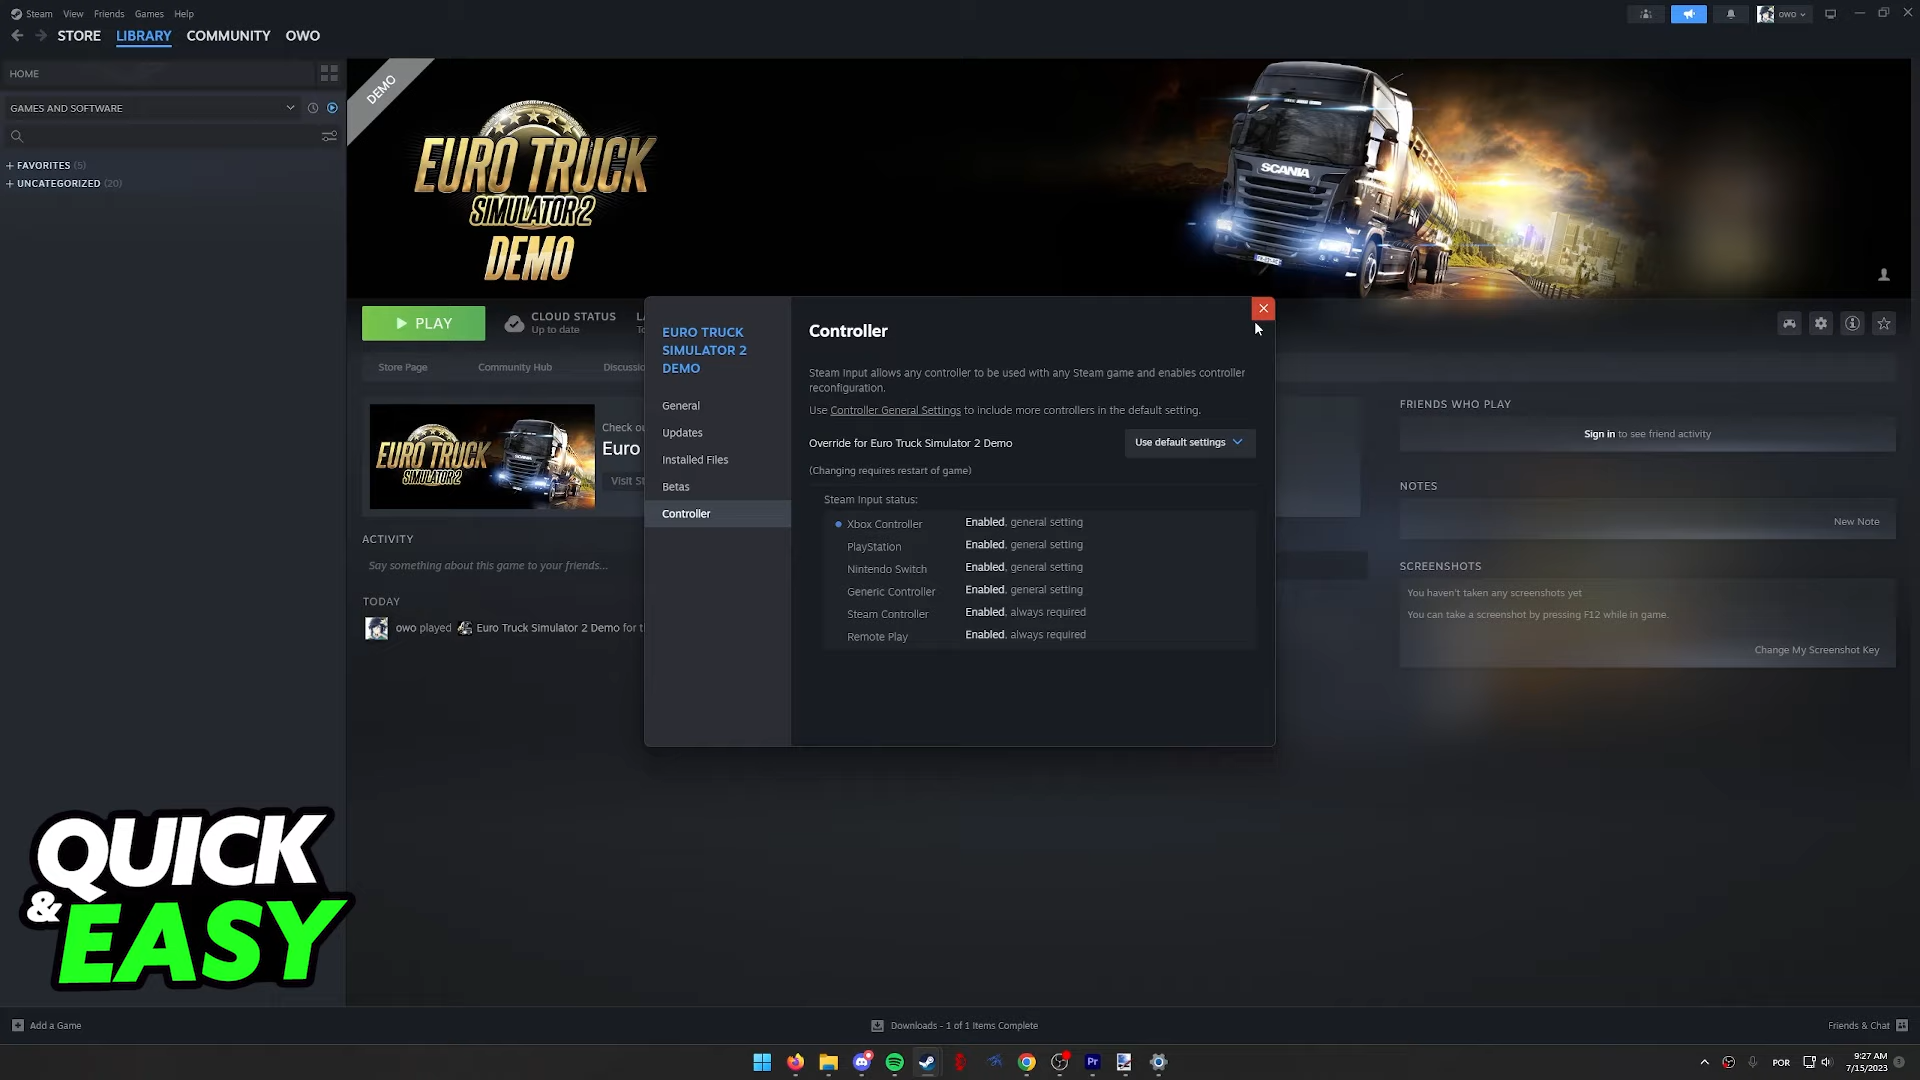 Steam View Friends Games Help
owo
STORE LIBRARY COMMUNITY OWO
HOME
GAMES AND SOFTWARE
+ FAVORITES (5)
+ UNCATEGORIZED (20)
DEMO
EURO TRUCK
SIMULATOR 2
DEMO
SCANIA
PLAY
CLOUD STATUS
Up to date
Store Page Community Hub
Check
Euro
EURO TRUCK
SIMULATOR 2
ACTIVITY
Say something about this game to your friends...
TODAY
owo played Euro Truck Simulator 2 Demo for
EURO TRUCK
SIMULATOR 2
DEMO
General
Updates
Installed Files
Betas
Controller
Controller
Steam Input allows any controller to be used with any Steam game and enables controller
reconfiguration.
Use Controller General Settings to include more controllers in the default setting.
Override for Euro Truck Simulator 2 Demo Use default settings
(Changing requires restart of game)
Steam Input status:
Xbox Controller Enabled, general setting
PlayStation Enabled, general setting
Nintendo Switch Enabled, general setting
Generic Controller Enabled, general setting
Steam Controller Enabled, always required
Remote Play Enabled, always required
FRIENDS WHO PLAY
Sign in to see friend activity
NOTES
New Note
SCREENSHOTS
You haven't taken any screenshots yet
You can take a screenshot by pressing F12 while in game.
Change My Screenshot Key
QUICK
& EASY
Add a Game
Downloads - 1 of 1 Items Complete
Friends & Chat
Pr
POR
9:27 AM
7/15/2023